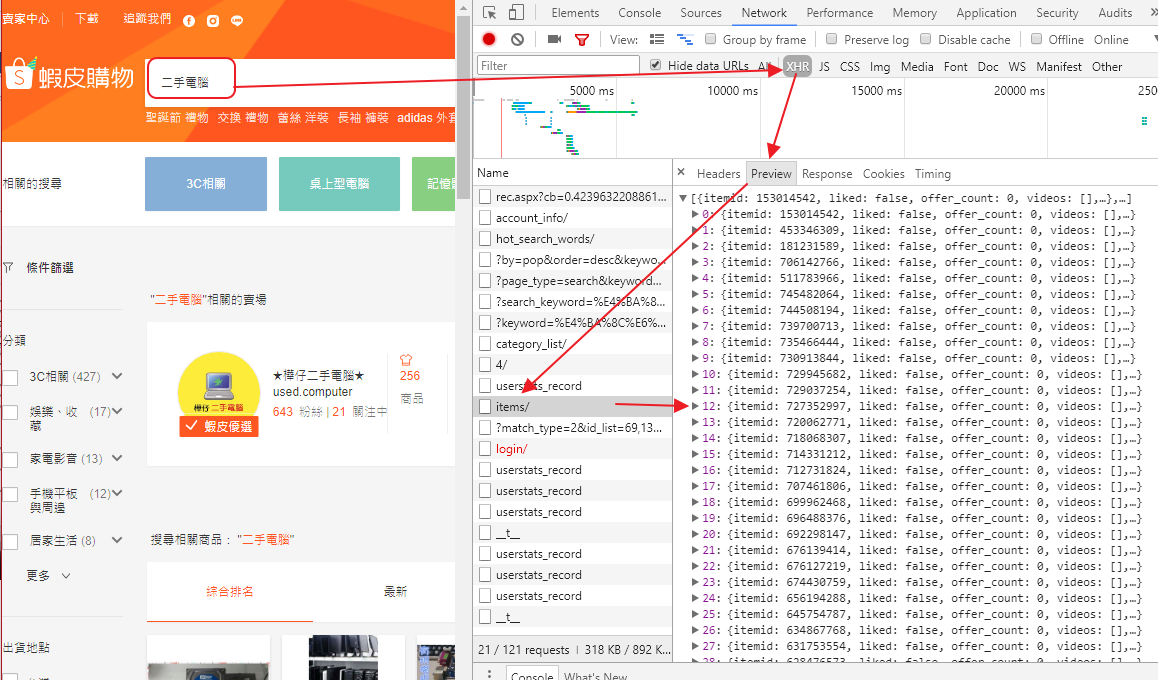 賣家中心 下載 追蹤我們
蝦皮購物
二手電腦
聖誕節 禮物 交換 禮物 蕾絲 洋裝 長袖 褲裝 adidas 外套
相關的搜尋
3C相關
桌上型電腦
記憶
條件篩選
"二手電腦"相關的賣場
分類
3C相關 (427)
娛樂、收藏 (17)
家電影音 (13)
手機平板與周邊 (12)
居家生活 (8)
更多
出貨地點
樺仔 二手電腦
蝦皮優選
★樺仔二手電腦★
used.computer
643 粉絲 | 21 關注中
256
商品
搜尋相關商品： "二手電腦"
綜合排名 最新
Elements Console Sources Network Performance Memory Application Security Audits »
View: Group by frame Preserve log Disable cache Offline Online
Filter Hide data URLs All XHR JS CSS Img Media Font Doc WS Manifest Other
5000 ms 10000 ms 15000 ms 20000 ms 250
Name
rec.aspx?cb=0.4239632208861...
account_info/
hot_search_words/
?by=pop&order=desc&keywo...
?page_type=search&keyword...
?search_keyword=%E4%BA%8...
?keyword=%E4%BA%8C%E6%...
category_list/
4/
userstats_record
items/
?match_type=2&id_list=69,13...
login/
userstats_record
userstats_record
userstats_record
__t__
userstats_record
userstats_record
userstats_record
__t__
21 / 121 requests | 318 KB / 892 K...
× Headers Preview Response Cookies Timing
▼[{itemid: 153014542, liked: false, offer_count: 0, videos: [],…},…]
▶0: {itemid: 153014542, liked: false, offer_count: 0, videos: [],…}
▶1: {itemid: 453346309, liked: false, offer_count: 0, videos: [],…}
▶2: {itemid: 181231589, liked: false, offer_count: 0, videos: [],…}
▶3: {itemid: 706142766, liked: false, offer_count: 0, videos: [],…}
▶4: {itemid: 511783966, liked: false, offer_count: 0, videos: [],…}
▶5: {itemid: 745482064, liked: false, offer_count: 0, videos: [],…}
▶6: {itemid: 744508194, liked: false, offer_count: 0, videos: [],…}
▶7: {itemid: 739700713, liked: false, offer_count: 0, videos: [],…}
▶8: {itemid: 735466444, liked: false, offer_count: 0, videos: [],…}
▶9: {itemid: 730913844, liked: false, offer_count: 0, videos: [],…}
▶10: {itemid: 729945682, liked: false, offer_count: 0, videos: [],…}
▶11: {itemid: 729037254, liked: false, offer_count: 0, videos: [],…}
▶12: {itemid: 727352997, liked: false, offer_count: 0, videos: [],…}
▶13: {itemid: 720062771, liked: false, offer_count: 0, videos: [],…}
▶14: {itemid: 718068307, liked: false, offer_count: 0, videos: [],…}
▶15: {itemid: 714331212, liked: false, offer_count: 0, videos: [],…}
▶16: {itemid: 712731824, liked: false, offer_count: 0, videos: [],…}
▶17: {itemid: 707461806, liked: false, offer_count: 0, videos: [],…}
▶18: {itemid: 699962468, liked: false, offer_count: 0, videos: [],…}
▶19: {itemid: 696488376, liked: false, offer_count: 0, videos: [],…}
▶20: {itemid: 692298147, liked: false, offer_count: 0, videos: [],…}
▶21: {itemid: 676139414, liked: false, offer_count: 0, videos: [],…}
▶22: {itemid: 676127219, liked: false, offer_count: 0, videos: [],…}
▶23: {itemid: 674430759, liked: false, offer_count: 0, videos: [],…}
▶24: {itemid: 656194288, liked: false, offer_count: 0, videos: [],…}
▶25: {itemid: 645754787, liked: false, offer_count: 0, videos: [],…}
▶26: {itemid: 634867768, liked: false, offer_count: 0, videos: [],…}
▶27: {itemid: 631753554, liked: false, offer_count: 0, videos: [],…}
▶28: {itemid: 628476573, liked: false, offer_count: 0, videos: [],…}
Console What's New